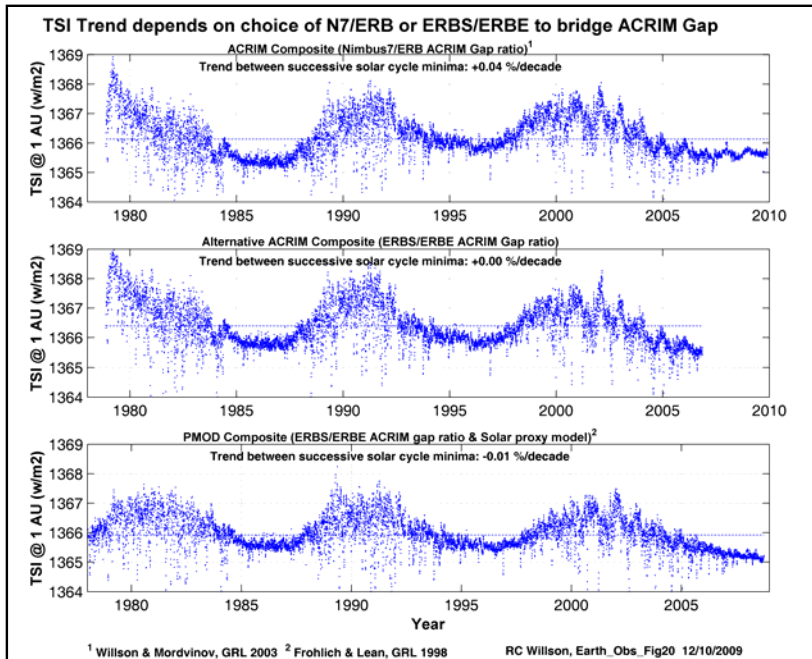 TSI Trend depends on choice of N7/ERB or ERBS/ERBE to bridge ACRIM Gap
ACRIM Composite (Nimbus7/ERB ACRIM Gap ratio)¹
Trend between successive solar cycle minima: +0.04 %/decade
TSI @ 1 AU (w/m2)
1369
1368
1367
1366
1365
1364
1980 1985 1990 1995 2000 2005 2010
Alternative ACRIM Composite (ERBS/ERBE ACRIM Gap ratio)
Trend between successive solar cycle minima: +0.00 %/decade
TSI @ 1 AU (w/m2)
1369
1368
1367
1366
1365
1364
1980 1985 1990 1995 2000 2005 2010
PMOD Composite (ERBS/ERBE ACRIM gap ratio & Solar proxy model)²
Trend between successive solar cycle minima: -0.01 %/decade
TSI @ 1 AU (w/m2)
1369
1368
1367
1366
1365
1364
1980 1985 1990 1995 2000 2005
Year
¹ Willson & Mordvinov, GRL 2003 ² Frohlich & Lean, GRL 1998 RC Willson, Earth_Obs_Fig20 12/10/2009